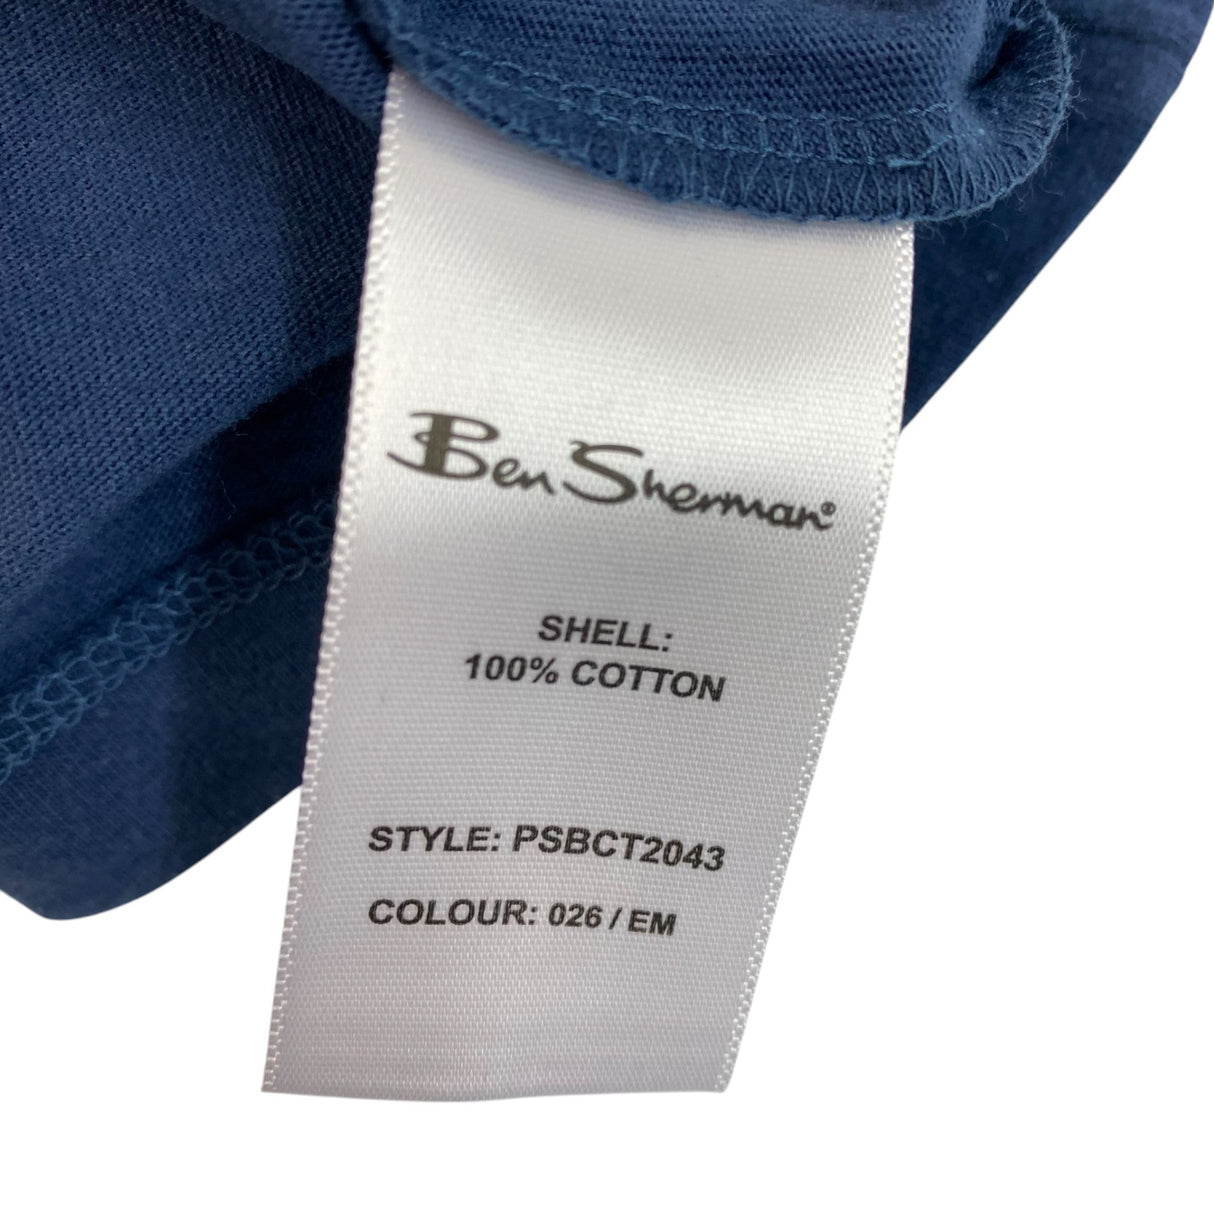 Ben Sherman®
SHELL:
100% COTTON
STYLE: PSBCT2043
COLOUR: 026 / EM